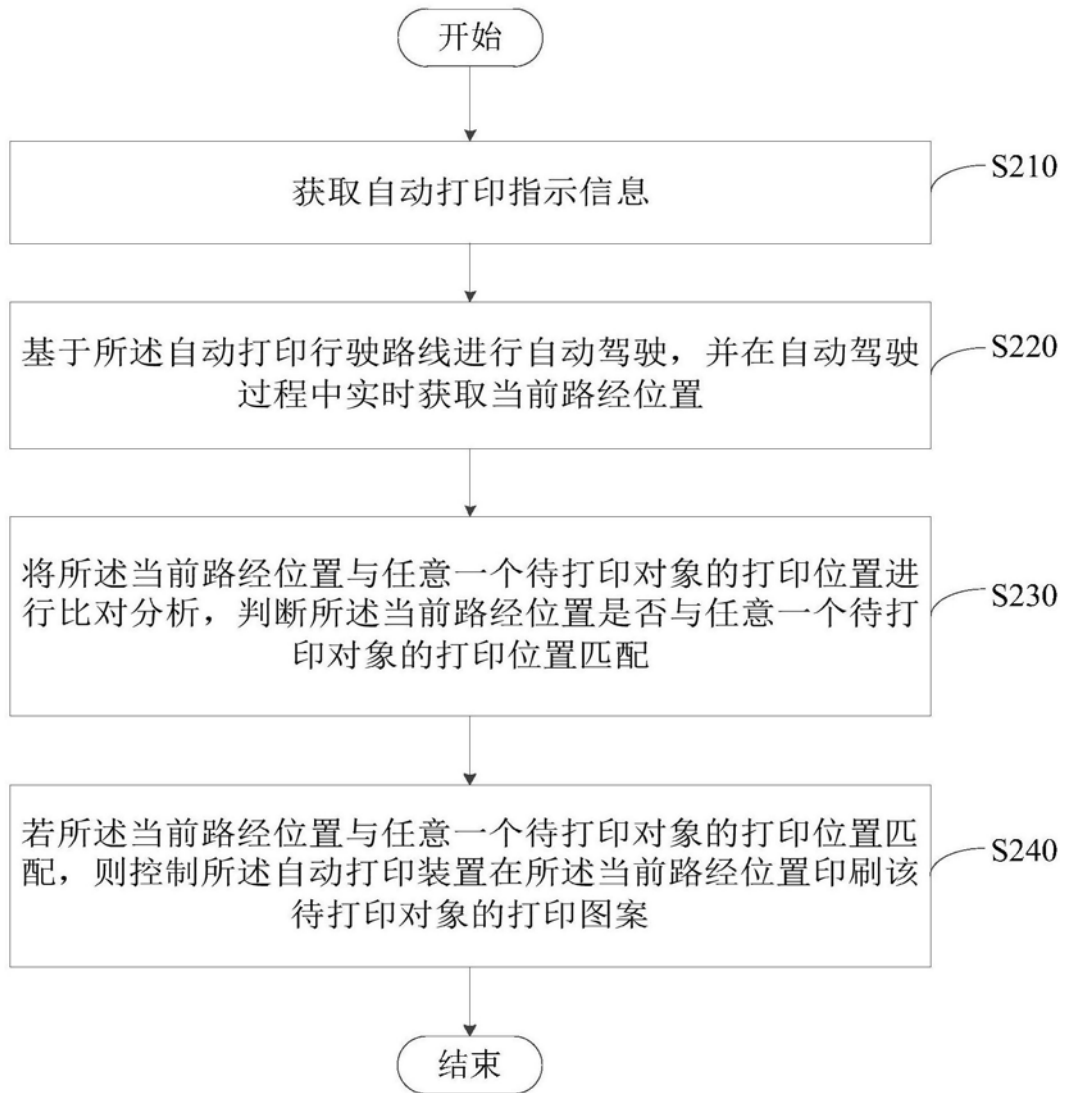 开始
获取自动打印指示信息
S210
基于所述自动打印行驶路线进行自动驾驶，并在自动驾驶
过程中实时获取当前路经位置
S220
将所述当前路经位置与任意一个待打印对象的打印位置进
行比对分析，判断所述当前路经位置是否与任意一个待打
印对象的打印位置匹配
S230
若所述当前路经位置与任意一个待打印对象的打印位置匹
配，则控制所述自动打印装置在所述当前路经位置印刷该
待打印对象的打印图案
S240
结束